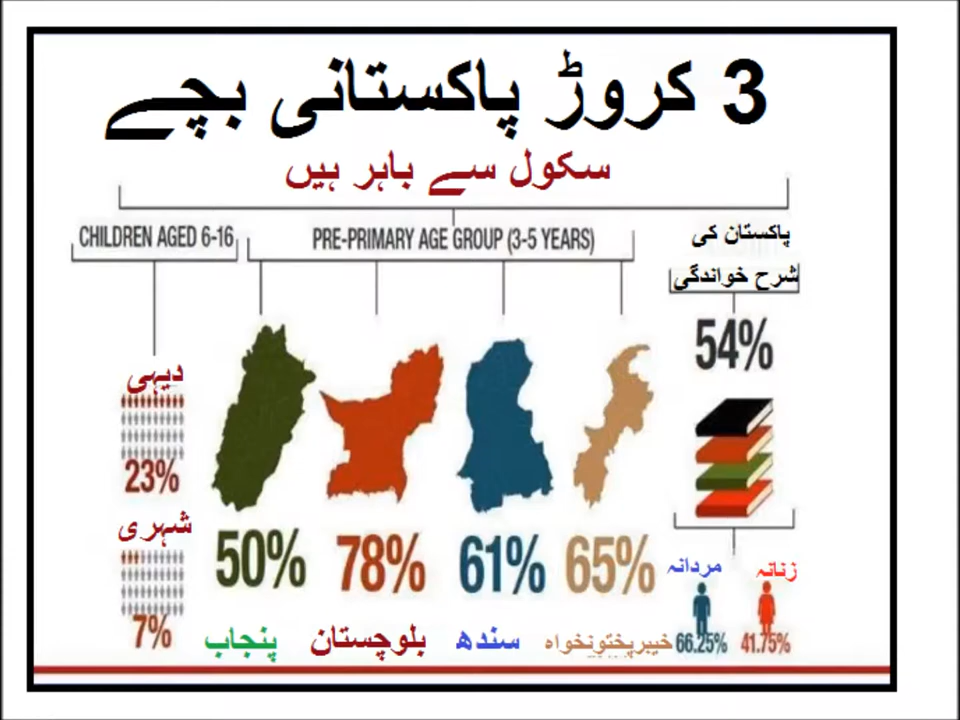 3 کروڑ پاکستانی بچے
سکول سے باہر ہیں
CHILDREN AGED 6-16
PRE-PRIMARY AGE GROUP (3-5 YEARS)
پاکستان کی
شرح خواندگی
54%
دیہی
23%
شہری
7%
50%
78%
61%
65%
پنجاب
بلوچستان
سندھ
خیبرپختونخواہ
مردانہ
زنانہ
66.25%
41.75%